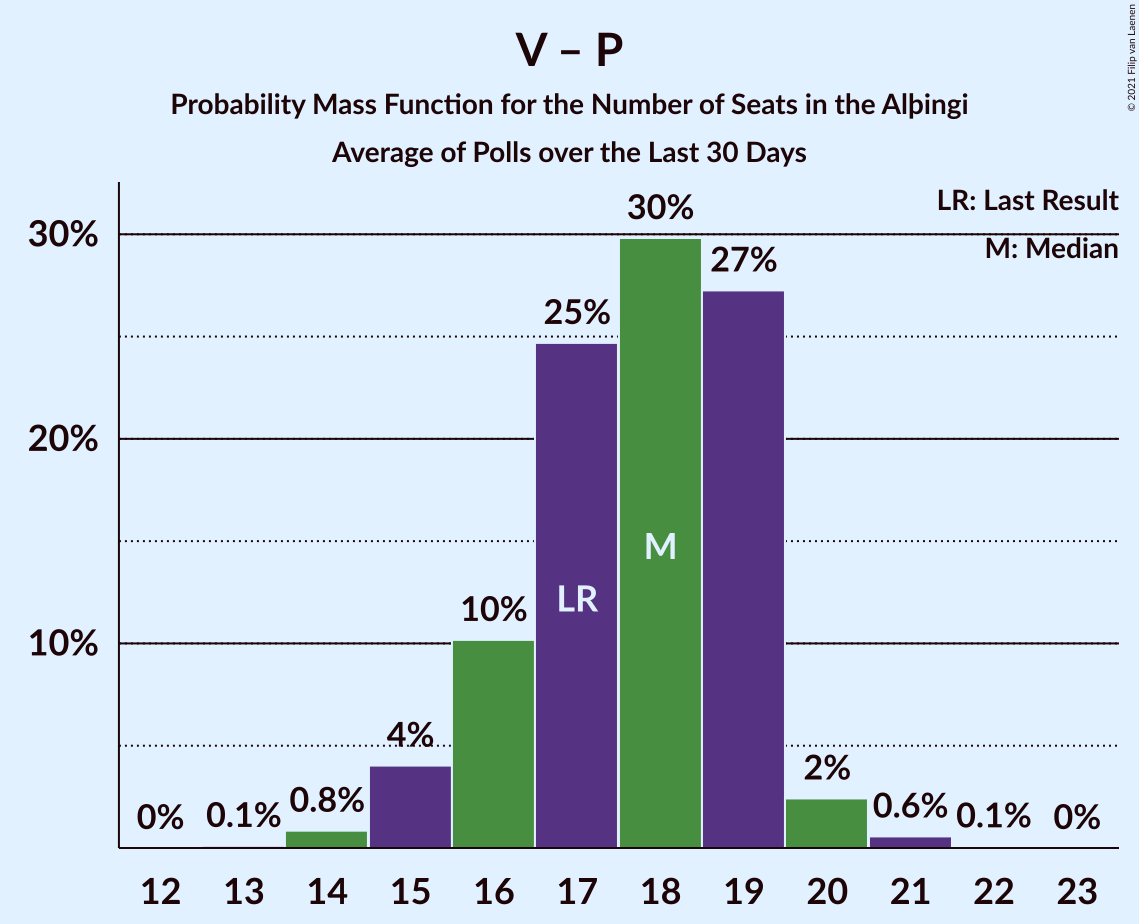 V – P
Probability Mass Function for the Number of Seats in the Alþingi
Average of Polls over the Last 30 Days
© 2021 Filip van Laenen
LR: Last Result
M: Median
30%
20%
10%
0%
0.1%
0.8%
4%
10%
25%
30%
27%
2%
0.6%
0.1%
0%
LR
M
12 13 14 15 16 17 18 19 20 21 22 23